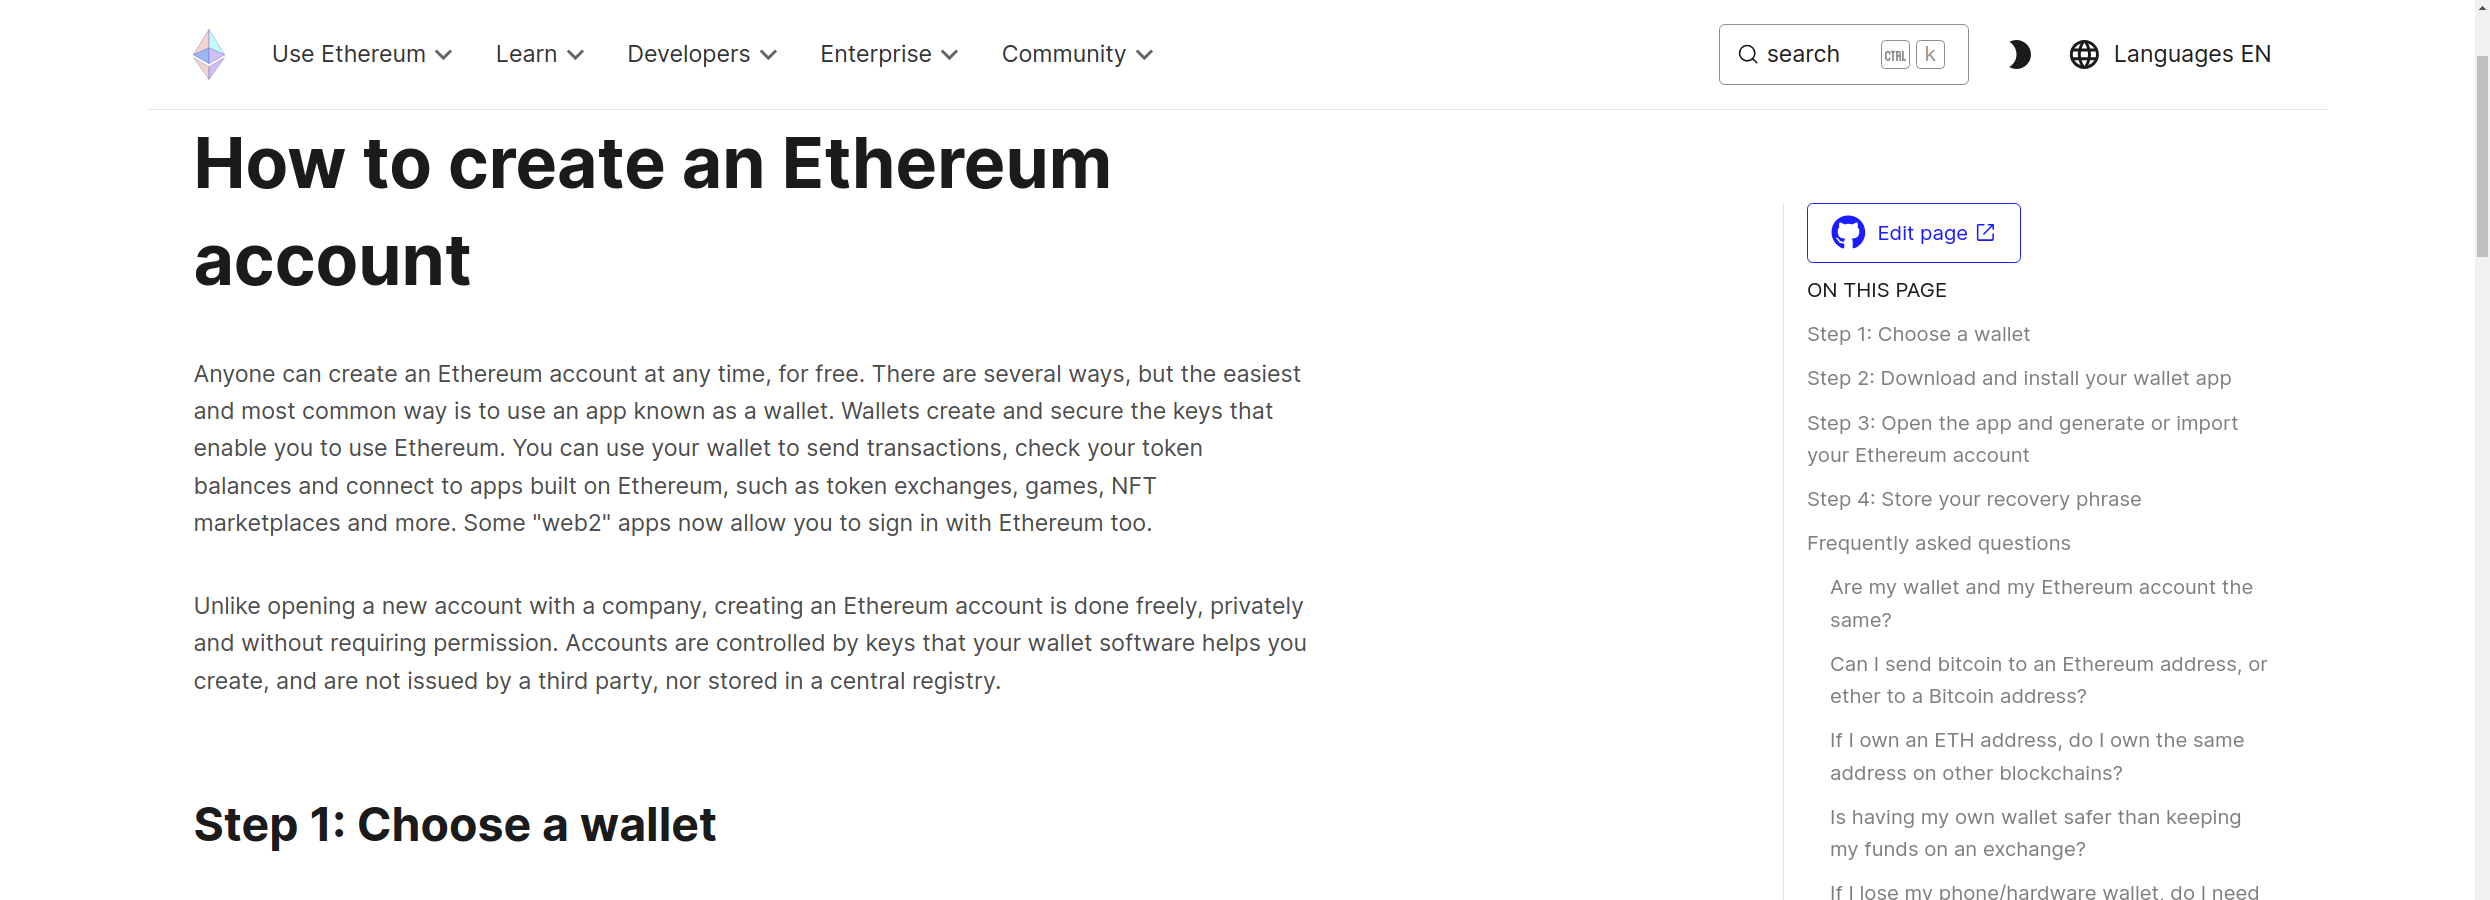 Use Ethereum
Learn
Developers
Enterprise
Community
search
CTRL
k
Languages EN
How to create an Ethereum
account
Anyone can create an Ethereum account at any time, for free. There are several ways, but the easiest
and most common way is to use an app known as a wallet. Wallets create and secure the keys that
enable you to use Ethereum. You can use your wallet to send transactions, check your token
balances and connect to apps built on Ethereum, such as token exchanges, games, NFT
marketplaces and more. Some "web2" apps now allow you to sign in with Ethereum too.
Unlike opening a new account with a company, creating an Ethereum account is done freely, privately
and without requiring permission. Accounts are controlled by keys that your wallet software helps you
create, and are not issued by a third party, nor stored in a central registry.
Step 1: Choose a wallet
Edit page
ON THIS PAGE
Step 1: Choose a wallet
Step 2: Download and install your wallet app
Step 3: Open the app and generate or import
your Ethereum account
Step 4: Store your recovery phrase
Frequently asked questions
Are my wallet and my Ethereum account the
same?
Can I send bitcoin to an Ethereum address, or
ether to a Bitcoin address?
If I own an ETH address, do I own the same
address on other blockchains?
Is having my own wallet safer than keeping
my funds on an exchange?
If I lose my phone/hardware wallet, do I need